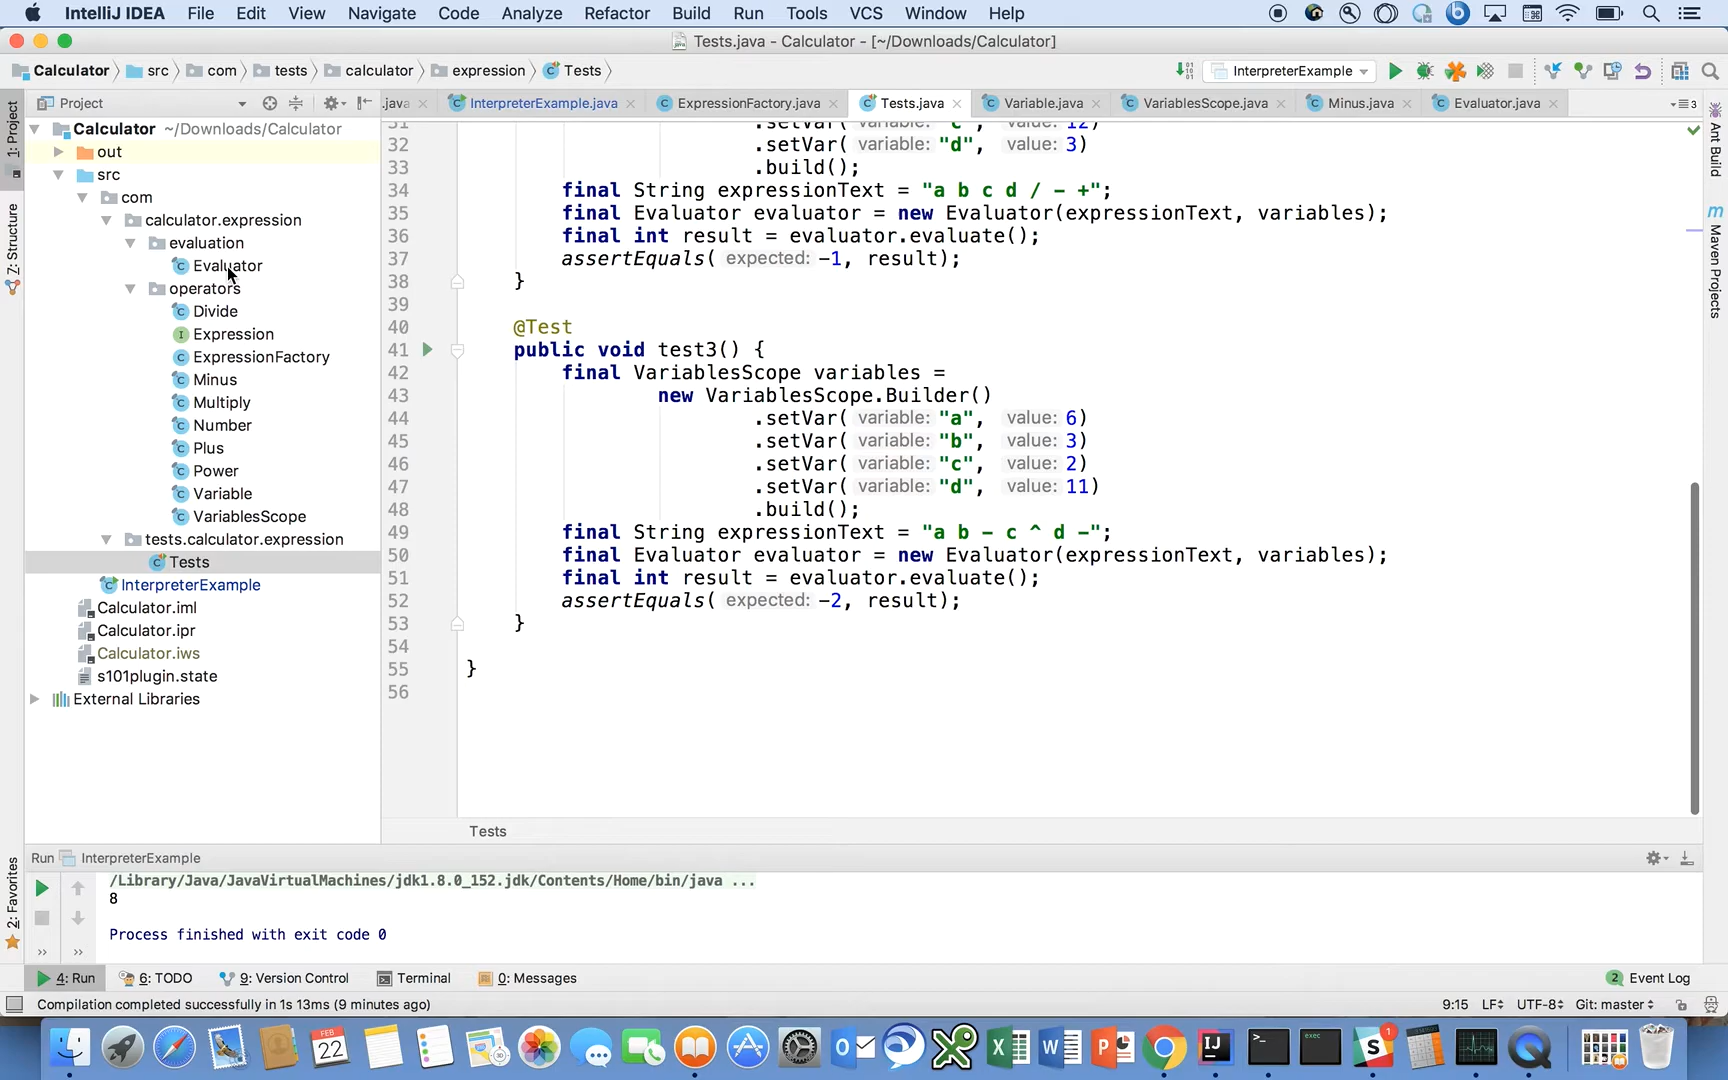 IntelliJ IDEA File Edit View Navigate Code Analyze Refactor Build Run Tools VCS Window Help
Tests.java - Calculator - [~/Downloads/Calculator]
Calculator src com tests calculator expression Tests InterpreterExample
Project .java InterpreterExample.java ExpressionFactory.java Tests.java Variable.java VariablesScope.java Minus.java Evaluator.java 3
1: Project
7: Structure
2: Favorites
Ant Build
m Maven Projects
Calculator ~/Downloads/Calculator
out
src
com
calculator.expression
evaluation
Evaluator
operators
Divide
Expression
ExpressionFactory
Minus
Multiply
Number
Plus
Power
Variable
VariablesScope
tests.calculator.expression
Tests
InterpreterExample
Calculator.iml
Calculator.ipr
Calculator.iws
s101plugin.state
External Libraries
31 .setVar( variable: "c", value: 12)
32 .setVar( variable: "d", value: 3)
33 .build();
34 final String expressionText = "a b c d / - +";
35 final Evaluator evaluator = new Evaluator(expressionText, variables);
36 final int result = evaluator.evaluate();
37 assertEquals( expected: -1, result);
38 }
39
40 @Test
41 public void test3() {
42 final VariablesScope variables =
43 new VariablesScope.Builder()
44 .setVar( variable: "a", value: 6)
45 .setVar( variable: "b", value: 3)
46 .setVar( variable: "c", value: 2)
47 .setVar( variable: "d", value: 11)
48 .build();
49 final String expressionText = "a b - c ^ d -";
50 final Evaluator evaluator = new Evaluator(expressionText, variables);
51 final int result = evaluator.evaluate();
52 assertEquals( expected: -2, result);
53 }
54
55 }
56
Tests
Run InterpreterExample
/Library/Java/JavaVirtualMachines/jdk1.8.0_152.jdk/Contents/Home/bin/java ...
8
Process finished with exit code 0
4: Run 6: TODO 9: Version Control Terminal 0: Messages 2 Event Log
Compilation completed successfully in 1s 13ms (9 minutes ago) 9:15 LF UTF-8 Git: master
FEB
22
1